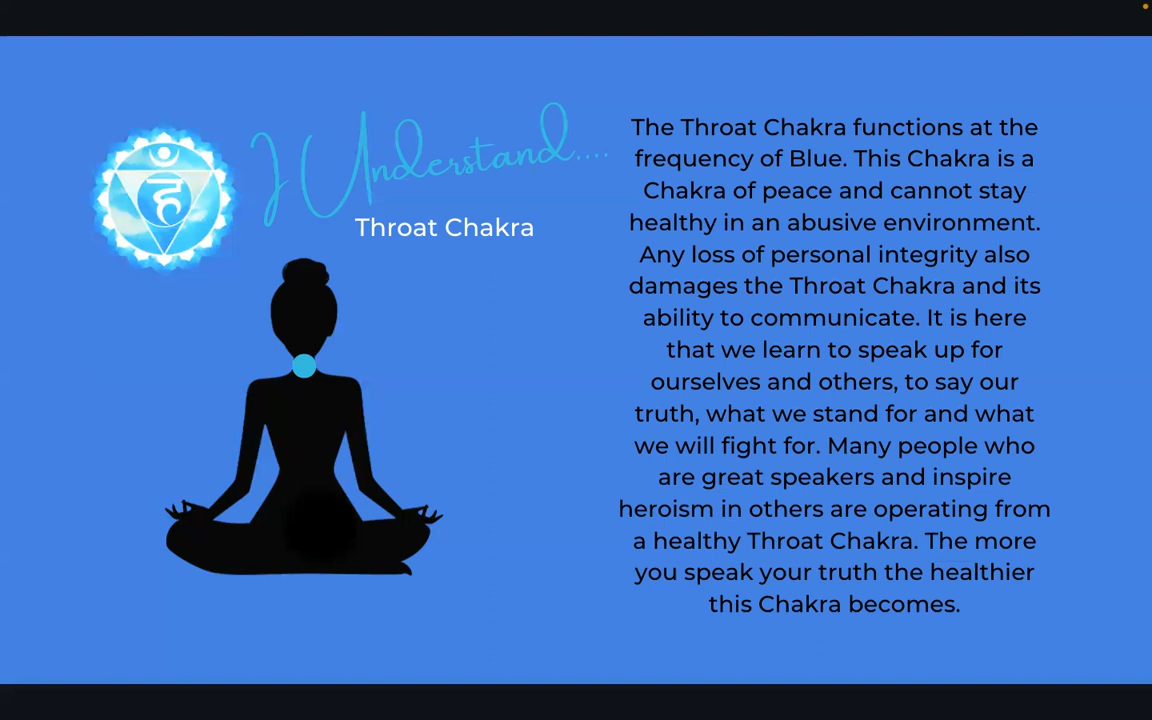 ह
I Understand....
Throat Chakra
The Throat Chakra functions at the
frequency of Blue. This Chakra is a
Chakra of peace and cannot stay
healthy in an abusive environment.
Any loss of personal integrity also
damages the Throat Chakra and its
ability to communicate. It is here
that we learn to speak up for
ourselves and others, to say our
truth, what we stand for and what
we will fight for. Many people who
are great speakers and inspire
heroism in others are operating from
a healthy Throat Chakra. The more
you speak your truth the healthier
this Chakra becomes.